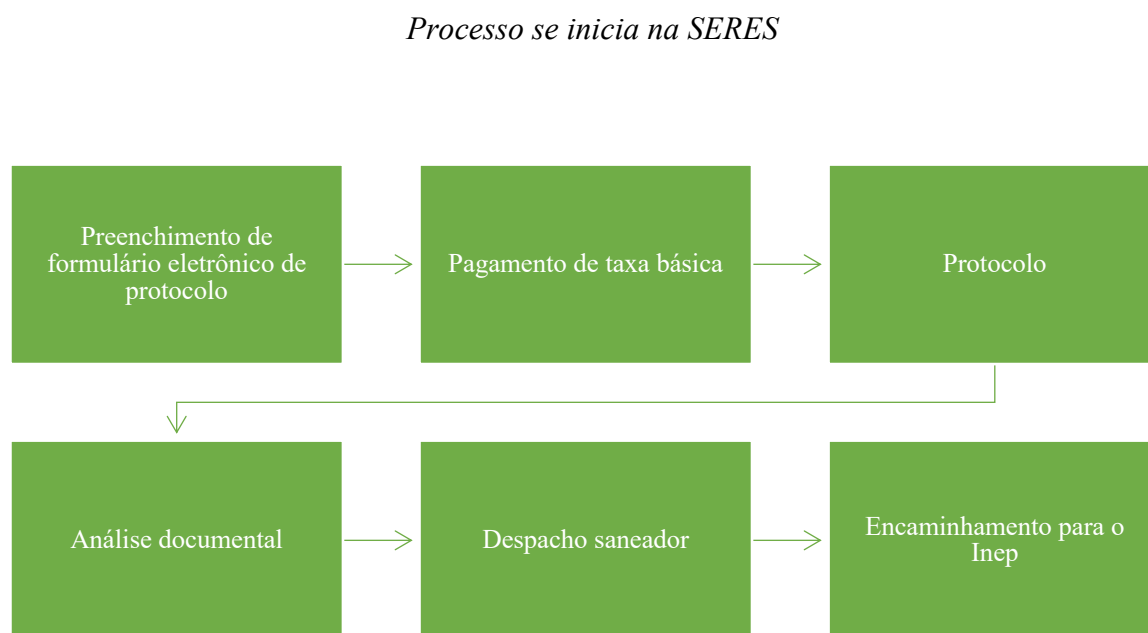 Processo se inicia na SERES
Preenchimento de
formulário eletrônico de
protocolo
Pagamento de taxa básica
Protocolo
Análise documental
Despacho saneador
Encaminhamento para o
Inep